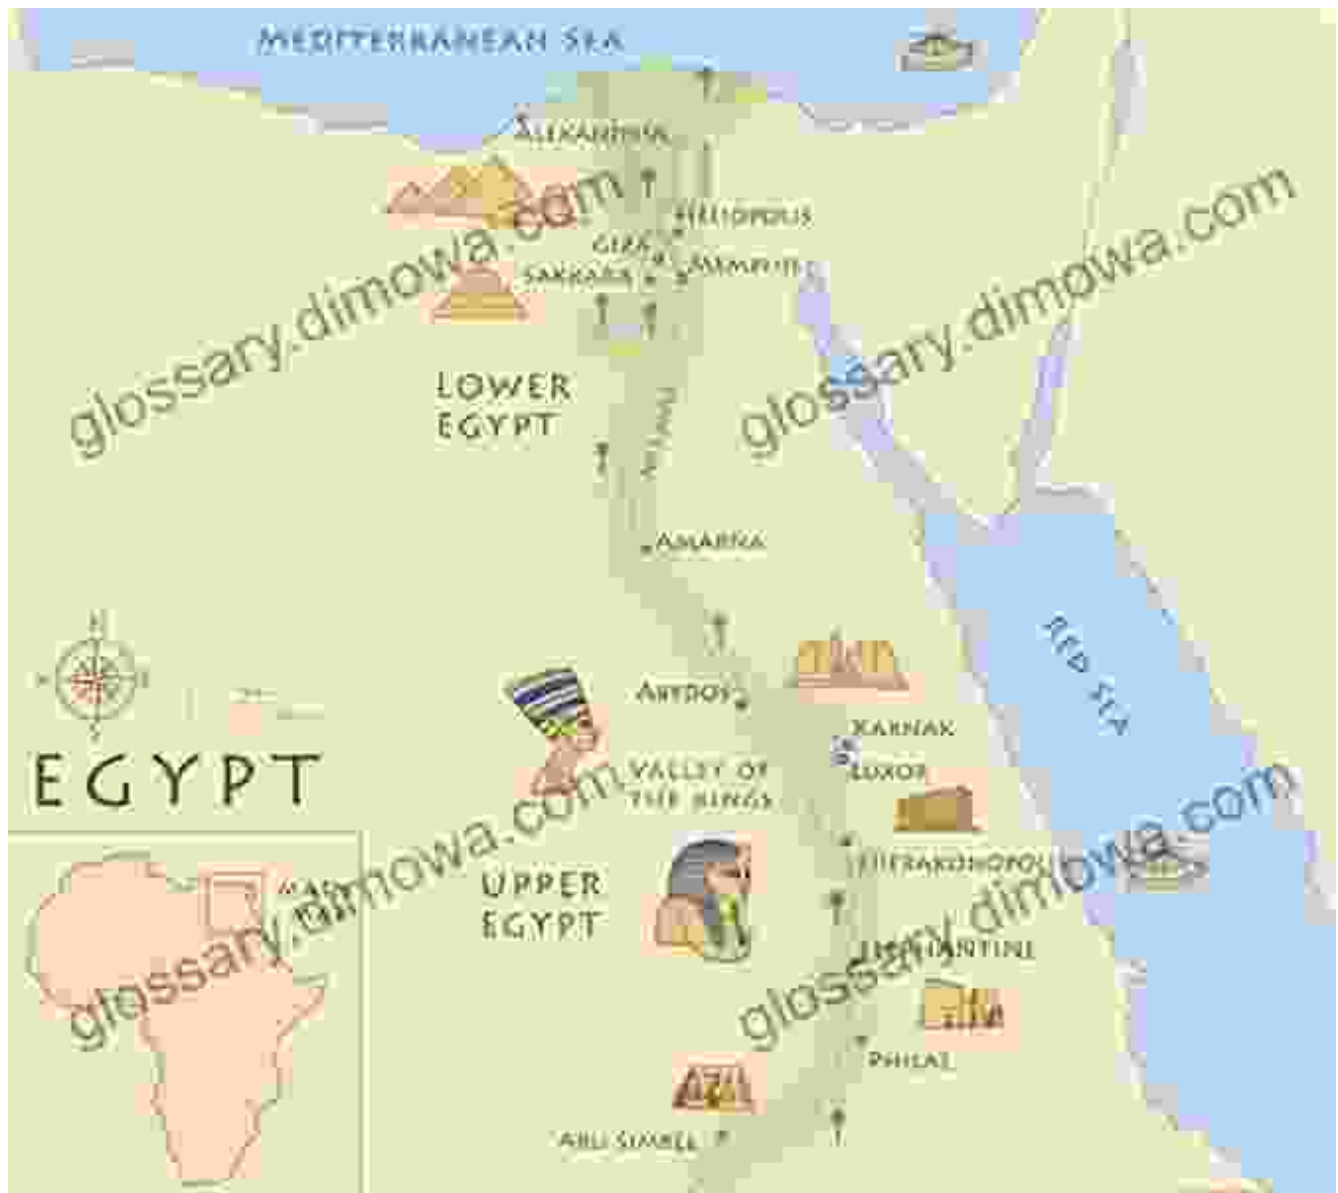 MEDITERRANEAN SEA
ALEXANDRIA
HELIOPOLIS
GIZA
MEMPHIS
SAKKARA
LOWER
EGYPT
AMARNA
RED SEA
ABYDOS
KARNAK
LUXOR
EGYPT
VALLEY OF
THE KINGS
HIERAKONOPOLIS
UPPER
EGYPT
ELEPHANTINE
PHILAE
ABU SIMBEL
glossary.dimowa.com
glossary.dimowa.com
glossary.dimowa.com
glossary.dimowa.com